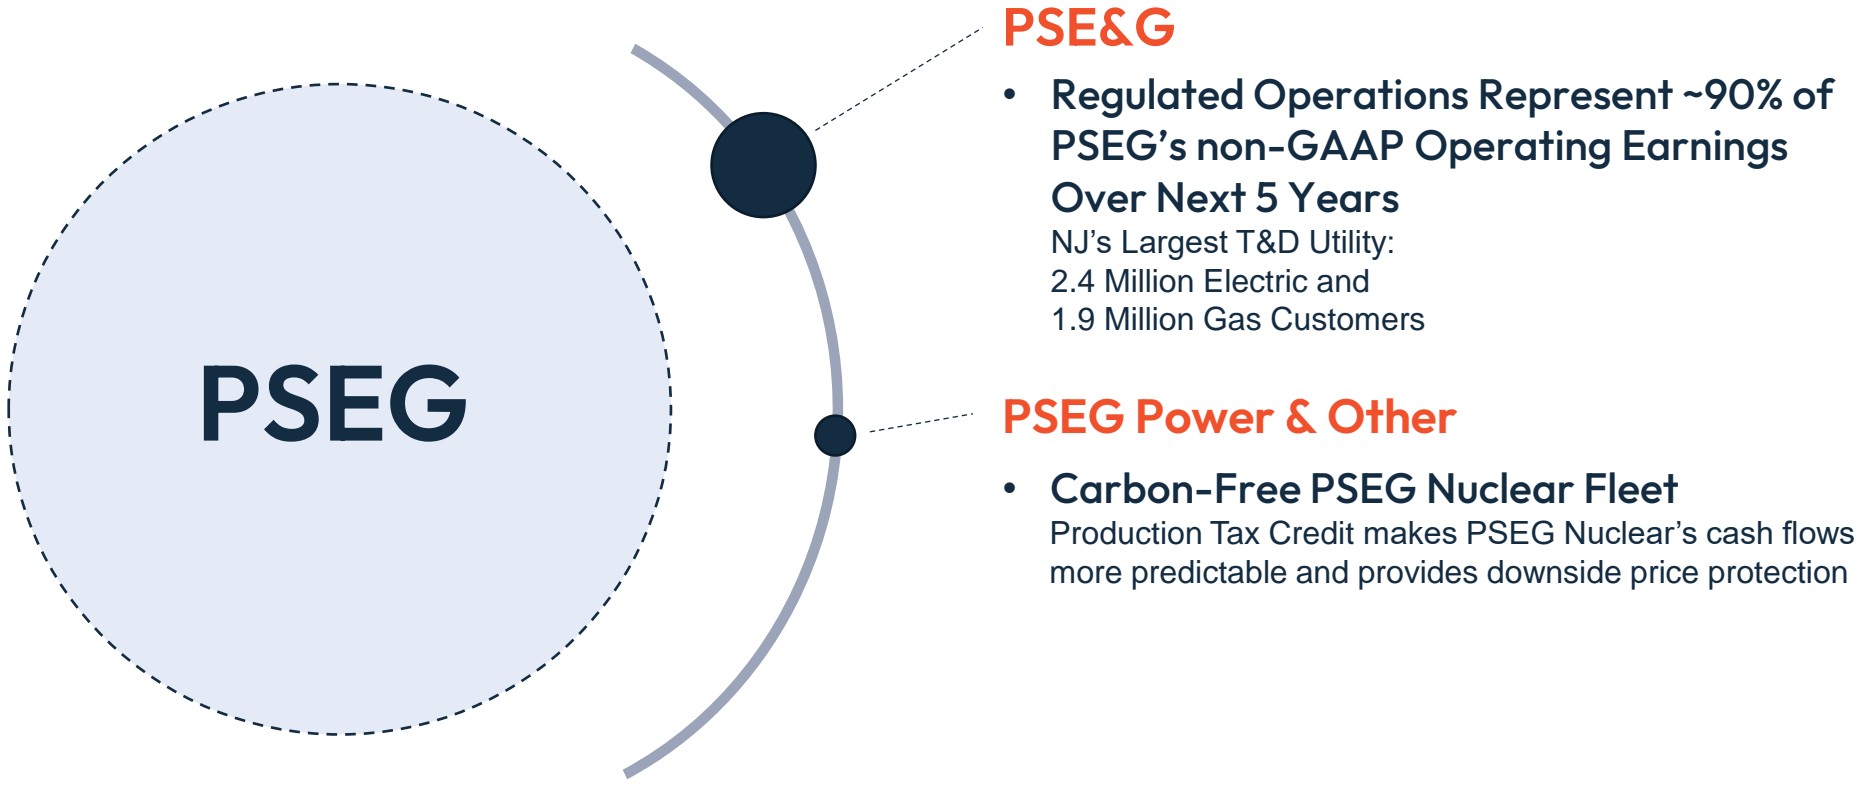 PSEG
PSE&G
• Regulated Operations Represent ~90% of
PSEG’s non-GAAP Operating Earnings
Over Next 5 Years
NJ’s Largest T&D Utility:
2.4 Million Electric and
1.9 Million Gas Customers
PSEG Power & Other
• Carbon-Free PSEG Nuclear Fleet
Production Tax Credit makes PSEG Nuclear’s cash flows
more predictable and provides downside price protection